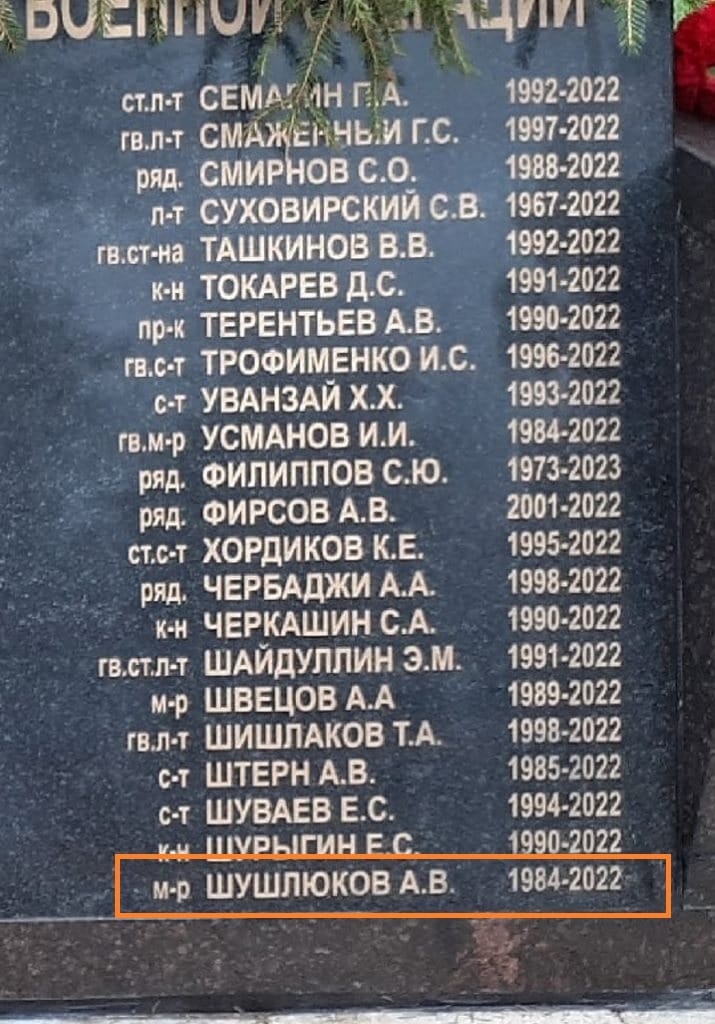 ВОЕННОЙ ОПЕРАЦИИ
ст.л-т СЕМАГИН П.А. 1992-2022
гв.л-т СМАЖЕННЫЙ Г.С. 1997-2022
ряд. СМИРНОВ С.О. 1988-2022
л-т СУХОВИРСКИЙ С.В. 1967-2022
гв.ст-на ТАШКИНОВ В.В. 1992-2022
к-н ТОКАРЕВ Д.С. 1991-2022
пр-к ТЕРЕНТЬЕВ А.В. 1990-2022
гв.с-т ТРОФИМЕНКО И.С. 1996-2022
с-т УВАНЗАЙ Х.Х. 1993-2022
гв.м-р УСМАНОВ И.И. 1984-2022
ряд. ФИЛИППОВ С.Ю. 1973-2023
ряд. ФИРСОВ А.В. 2001-2022
ст.с-т ХОРДИКОВ К.Е. 1995-2022
ряд. ЧЕРБАДЖИ А.А. 1998-2022
к-н ЧЕРКАШИН С.А. 1990-2022
гв.ст.л-т ШАЙДУЛЛИН Э.М. 1991-2022
м-р ШВЕЦОВ А.А 1989-2022
гв.л-т ШИШЛАКОВ Т.А. 1998-2022
с-т ШТЕРН А.В. 1985-2022
с-т ШУВАЕВ Е.С. 1994-2022
к-н ШУРЫГИН Е.С. 1990-2022
м-р ШУШЛЮКОВ А.В. 1984-2022